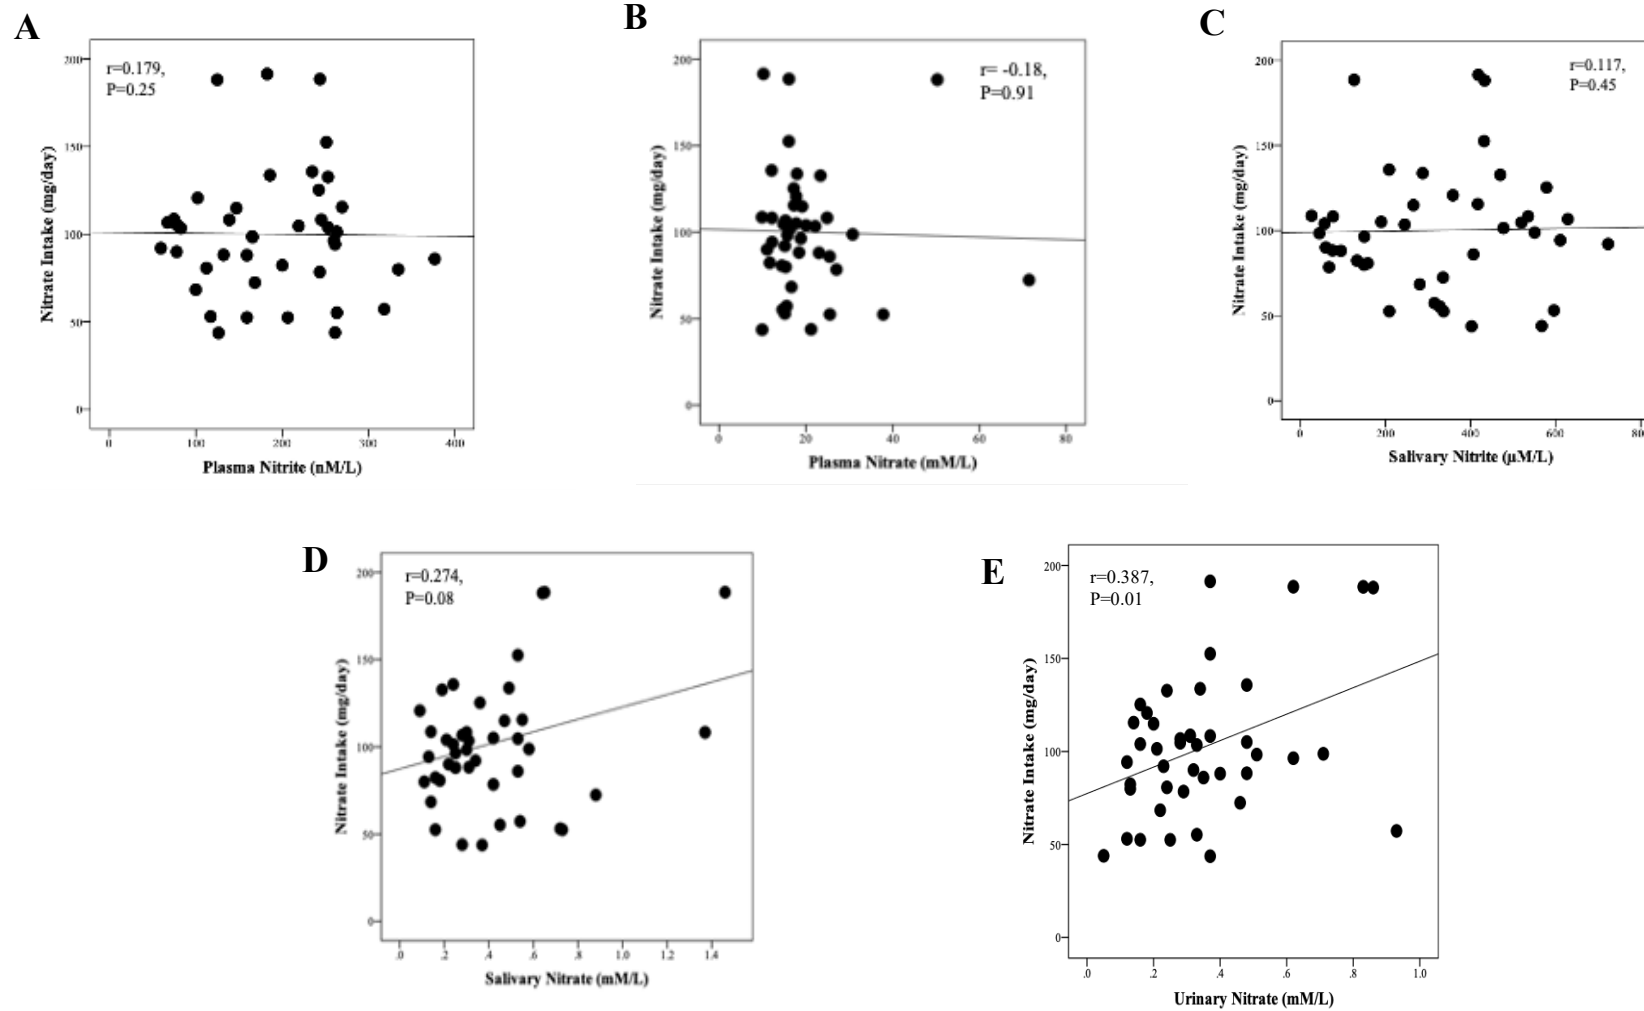 A
r=0.179,
P=0.25
Nitrate Intake (mg/day)
200
150
100
50
0
0 100 200 300 400
Plasma Nitrite (nM/L)
B
r= -0.18,
P=0.91
Nitrate Intake (mg/day)
200
150
100
50
0
0 20 40 60 80
Plasma Nitrate (mM/L)
C
r=0.117,
P=0.45
Nitrate Intake (mg/day)
200
150
100
50
0
0 200 400 600 80
Salivary Nitrite (µM/L)
D
r=0.274,
P=0.08
Nitrate Intake (mg/day)
200
150
100
50
0
.0 .2 .4 .6 .8 1.0 1.2 1.4
Salivary Nitrate (mM/L)
E
r=0.387,
P=0.01
Nitrate Intake (mg/day)
200
150
100
50
0
.0 .2 .4 .6 .8 1.0
Urinary Nitrate (mM/L)